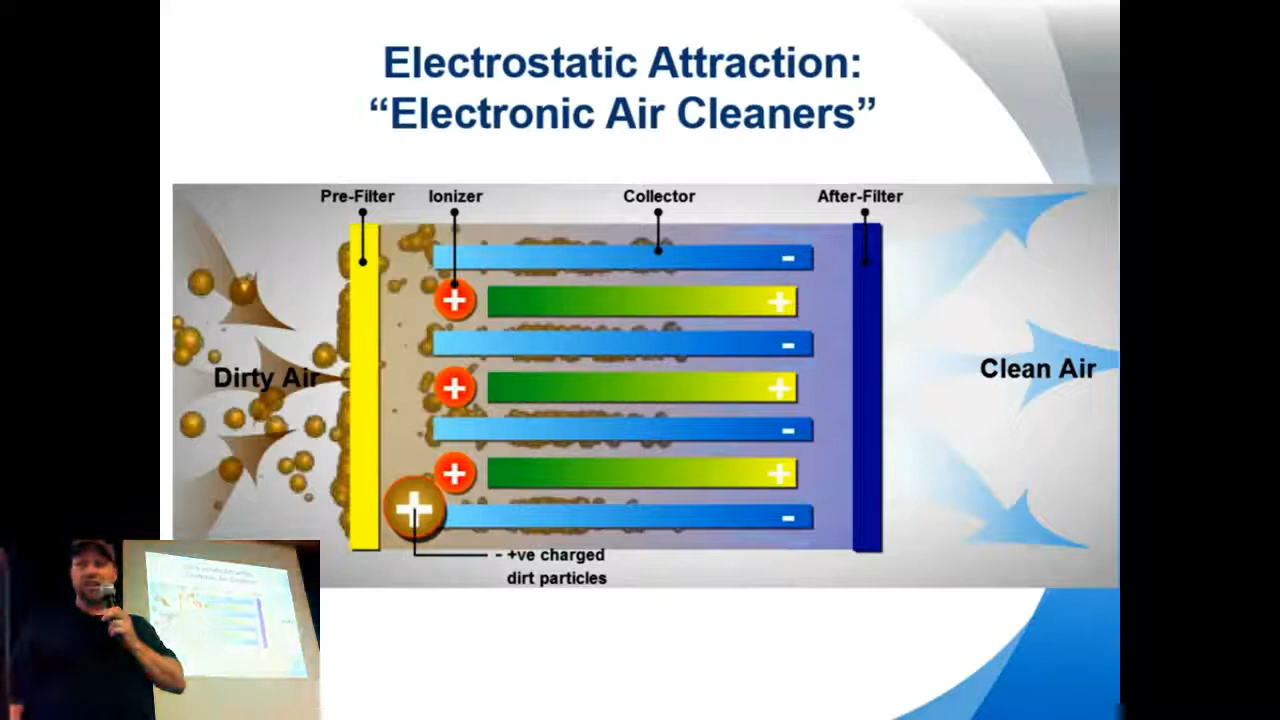 Electrostatic Attraction:
“Electronic Air Cleaners”
Pre-Filter Ionizer Collector After-Filter
-
+ +
-
Dirty Air + + Clean Air
-
+ +
+ -
- +ve charged
dirt particles